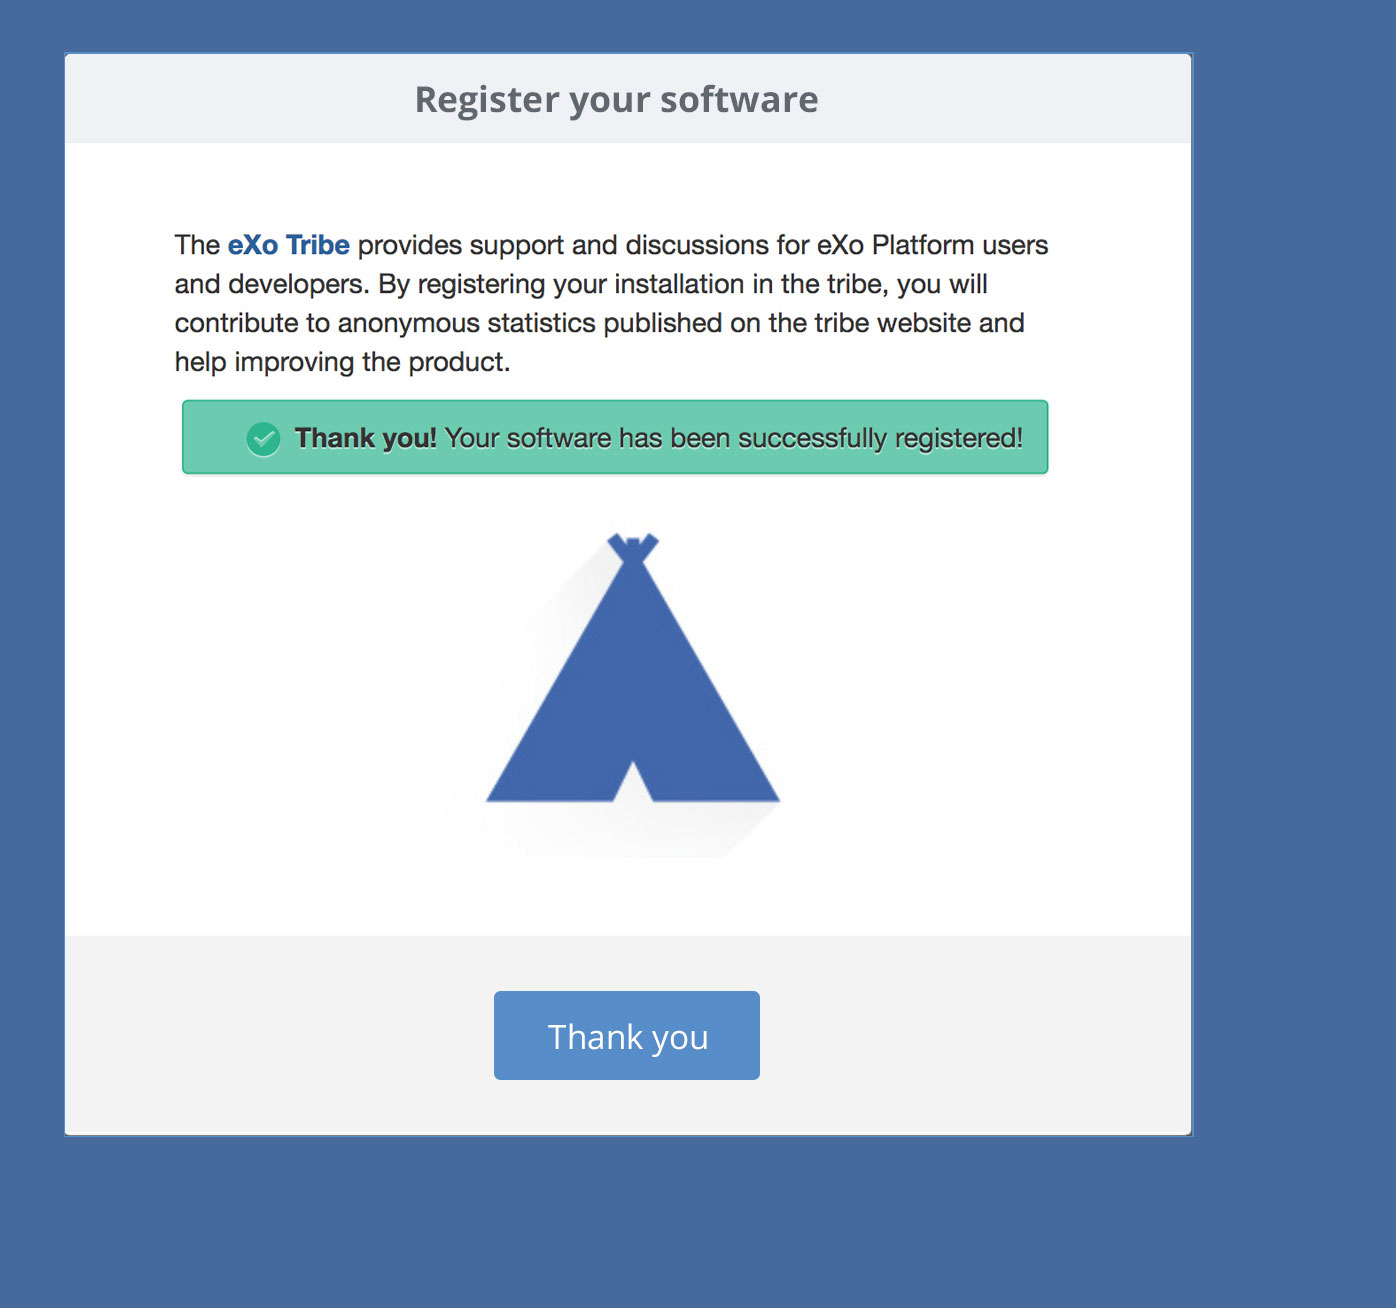 Register your software
The eXo Tribe provides support and discussions for eXo Platform users
and developers. By registering your installation in the tribe, you will
contribute to anonymous statistics published on the tribe website and
help improving the product.
Thank you! Your software has been successfully registered!
Thank you